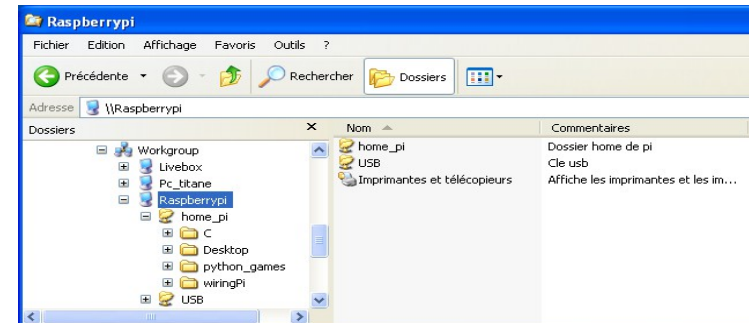 Raspberrypi
Fichier Edition Affichage Favoris Outils ?
Précédente Rechercher Dossiers
Adresse \\Raspberrypi
Dossiers × Nom Commentaires
Workgroup
Livebox
Pc_titane
Raspberrypi
home_pi
C
Desktop
python_games
wiringPi
USB
home_pi Dossier home de pi
USB Cle usb
Imprimantes et télécopieurs Affiche les imprimantes et les im...